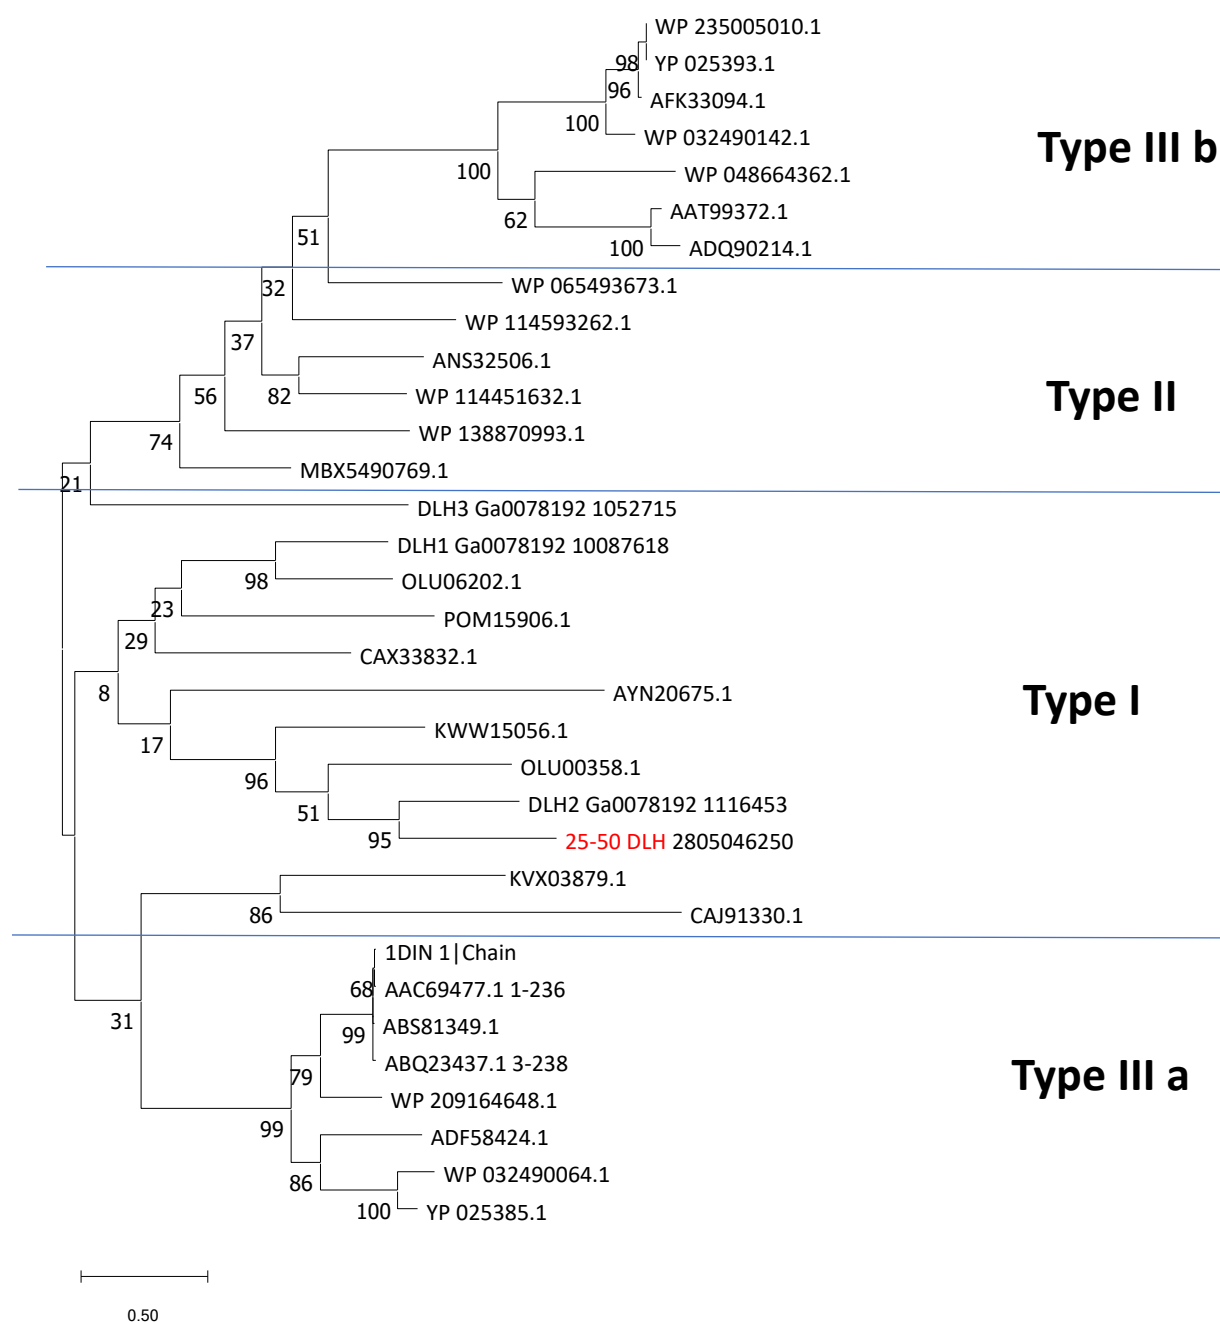 WP 235005010.1
98 YP 025393.1
96 AFK33094.1
100 WP 032490142.1
Type III b
100 WP 048664362.1
62 AAT99372.1
100 ADQ90214.1
51
32 WP 065493673.1
WP 114593262.1
37 ANS32506.1
56 82 WP 114451632.1
Type II
74 WP 138870993.1
MBX5490769.1
21
DLH3 Ga0078192 1052715
DLH1 Ga0078192 10087618
98 OLU06202.1
23 POM15906.1
29 CAX33832.1
8 AYN20675.1
Type I
17 KWW15056.1
96 OLU00358.1
51 DLH2 Ga0078192 1116453
95 25-50 DLH 2805046250
KVX03879.1
86 CAJ91330.1
1DIN 1|Chain
68 AAC69477.1 1-236
31 ABS81349.1
99 ABQ23437.1 3-238
79 WP 209164648.1
Type III a
99 ADF58424.1
86 WP 032490064.1
100 YP 025385.1
0.50